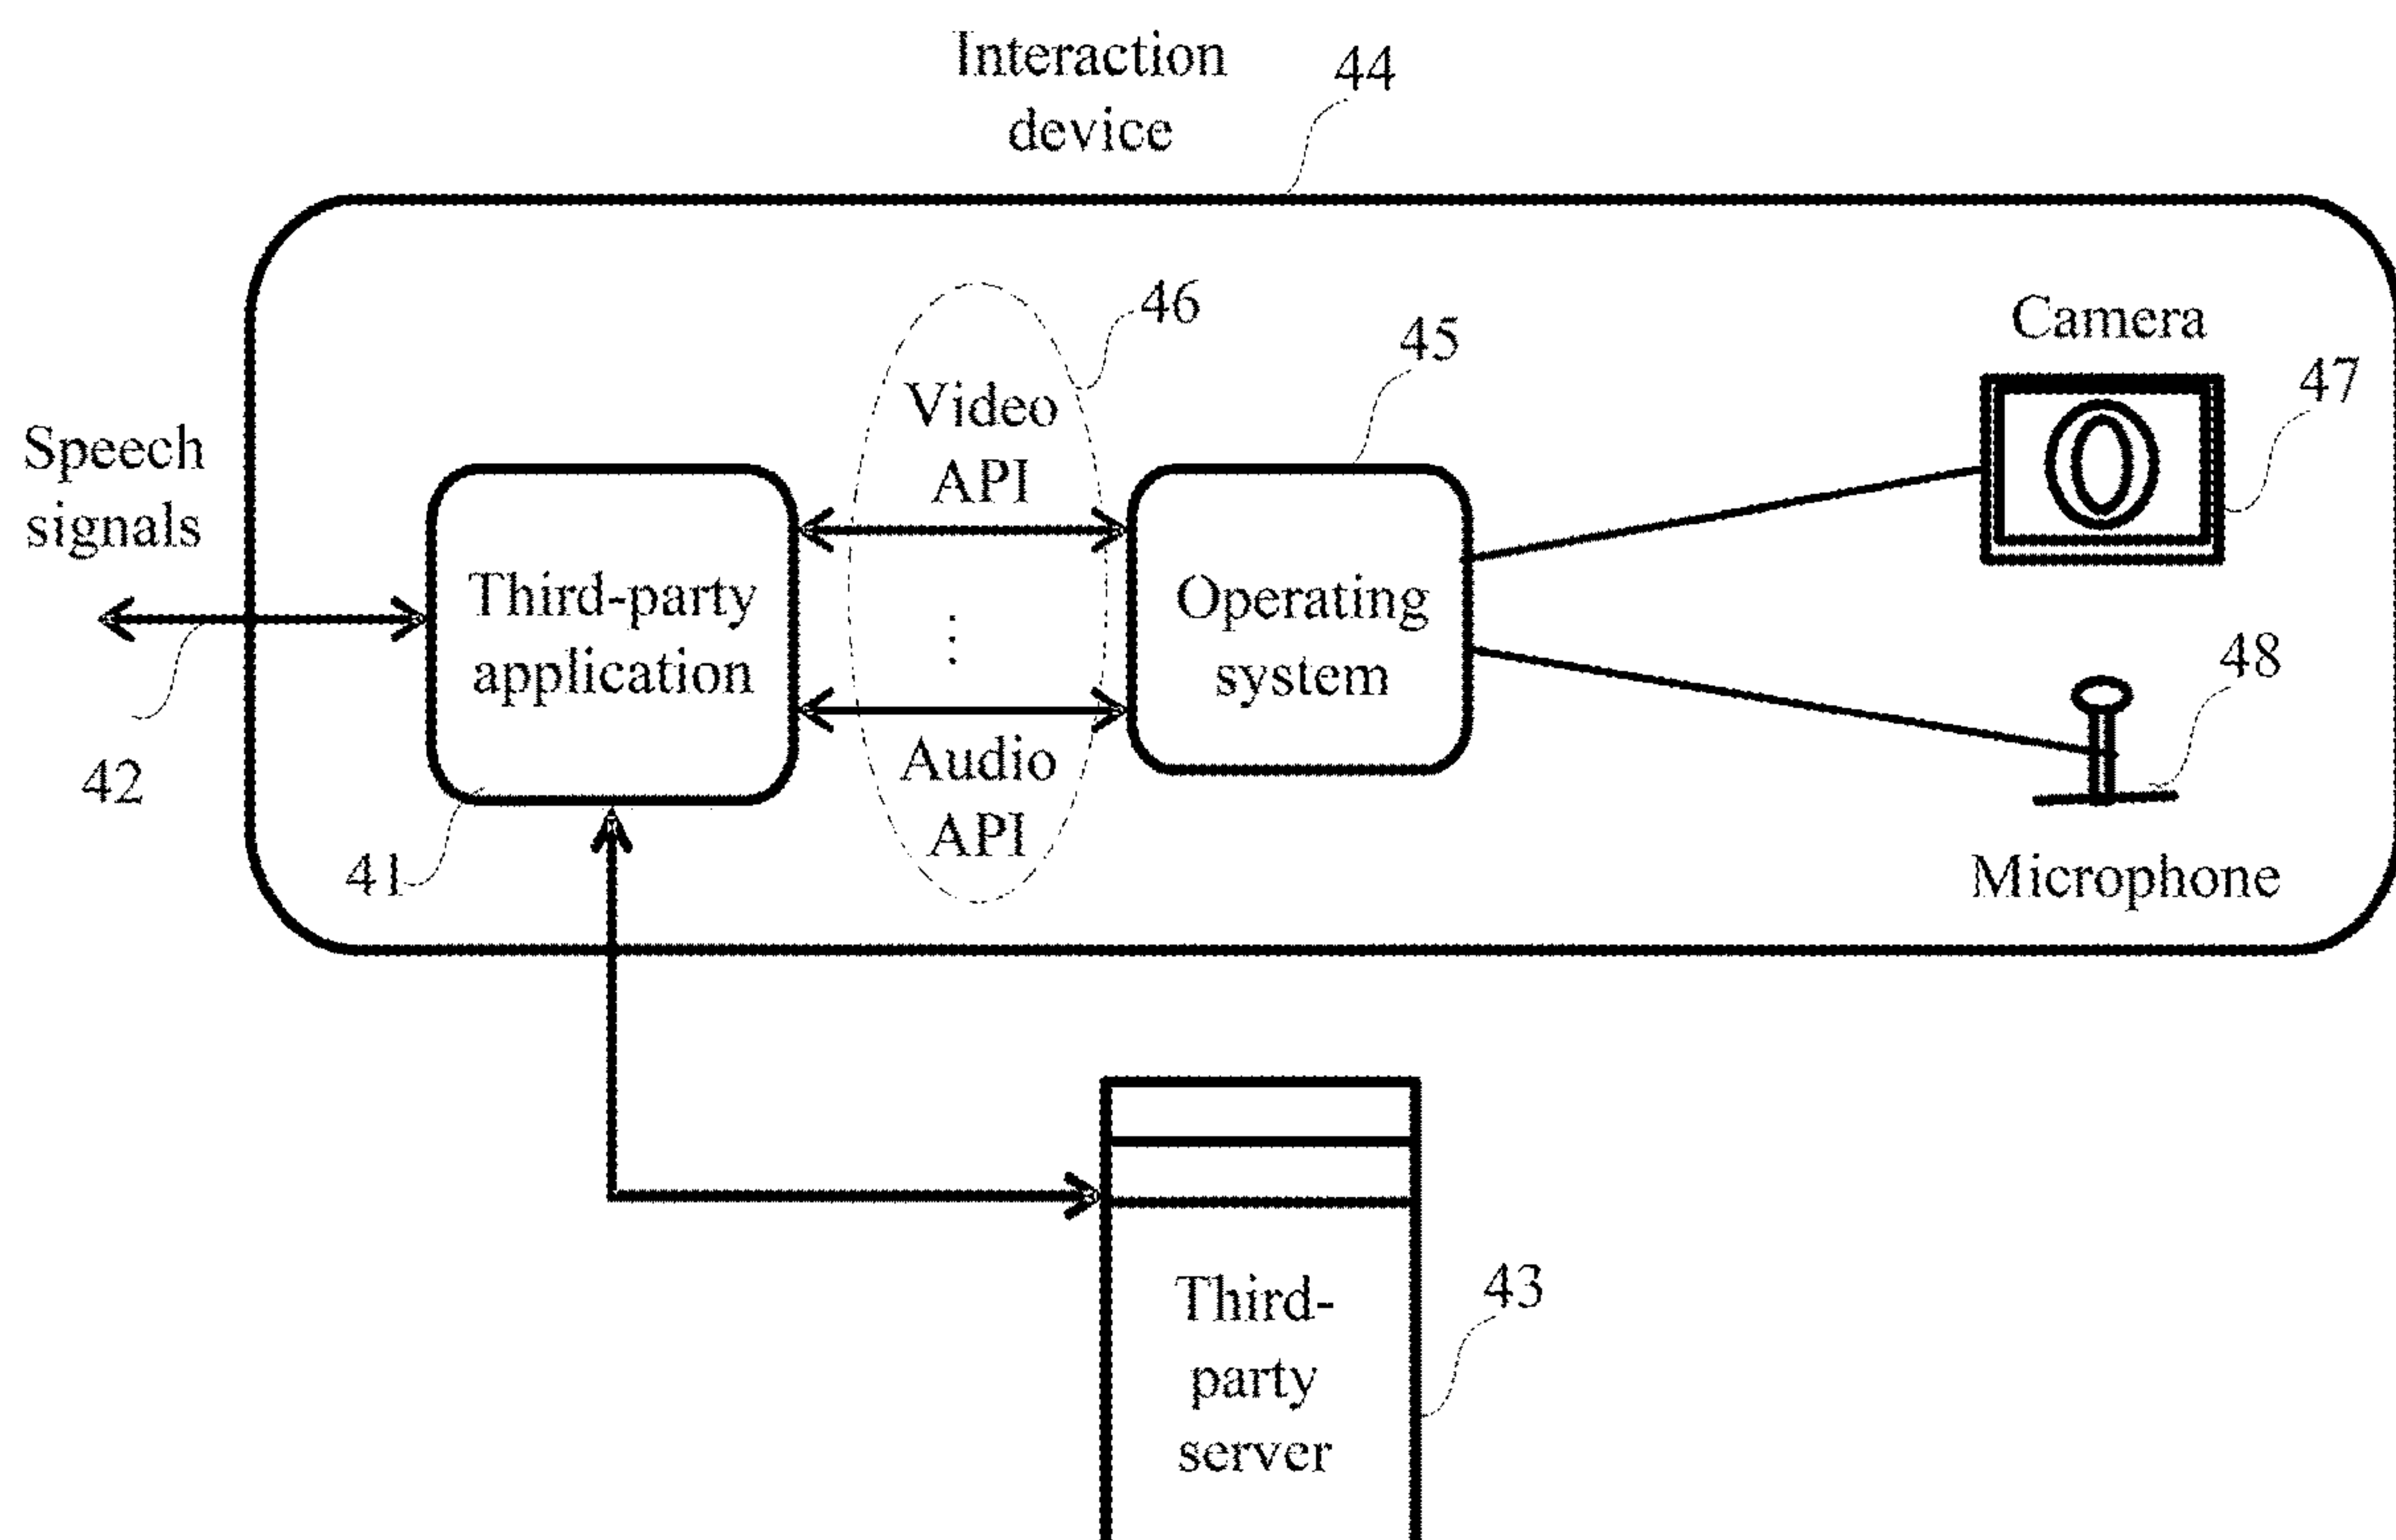 Interaction
device
44
46
45
Camera
47
Video
API
Speech
signals
Third-party
application
⋮
Operating
system
48
42
Audio
API
41
Microphone
43
Third-
party
server